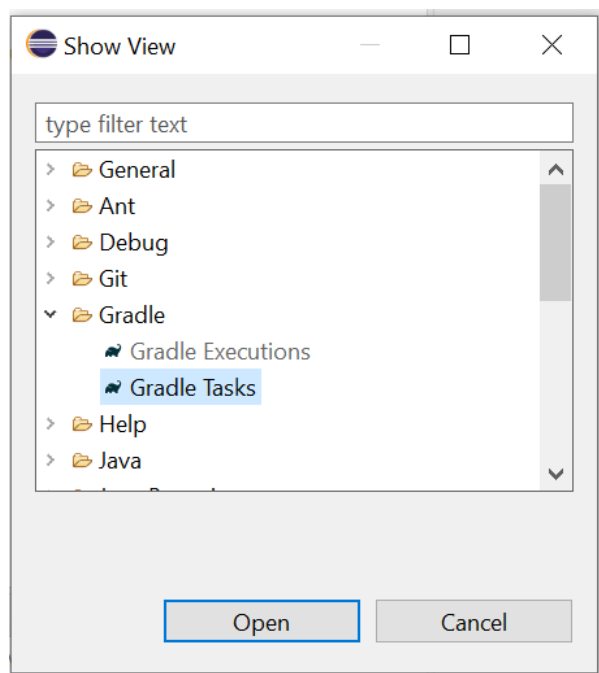 Show View
type filter text
General
Ant
Debug
Git
Gradle
Gradle Executions
Gradle Tasks
Help
Java
Open
Cancel